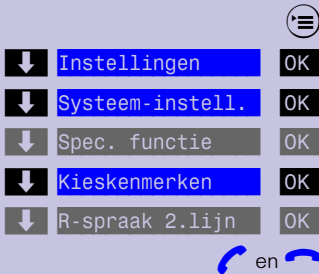 Instellingen OK
Systeem-instell. OK
Spec. functie OK
Kieskenmerken OK
R-spraak 2.lijn OK
en